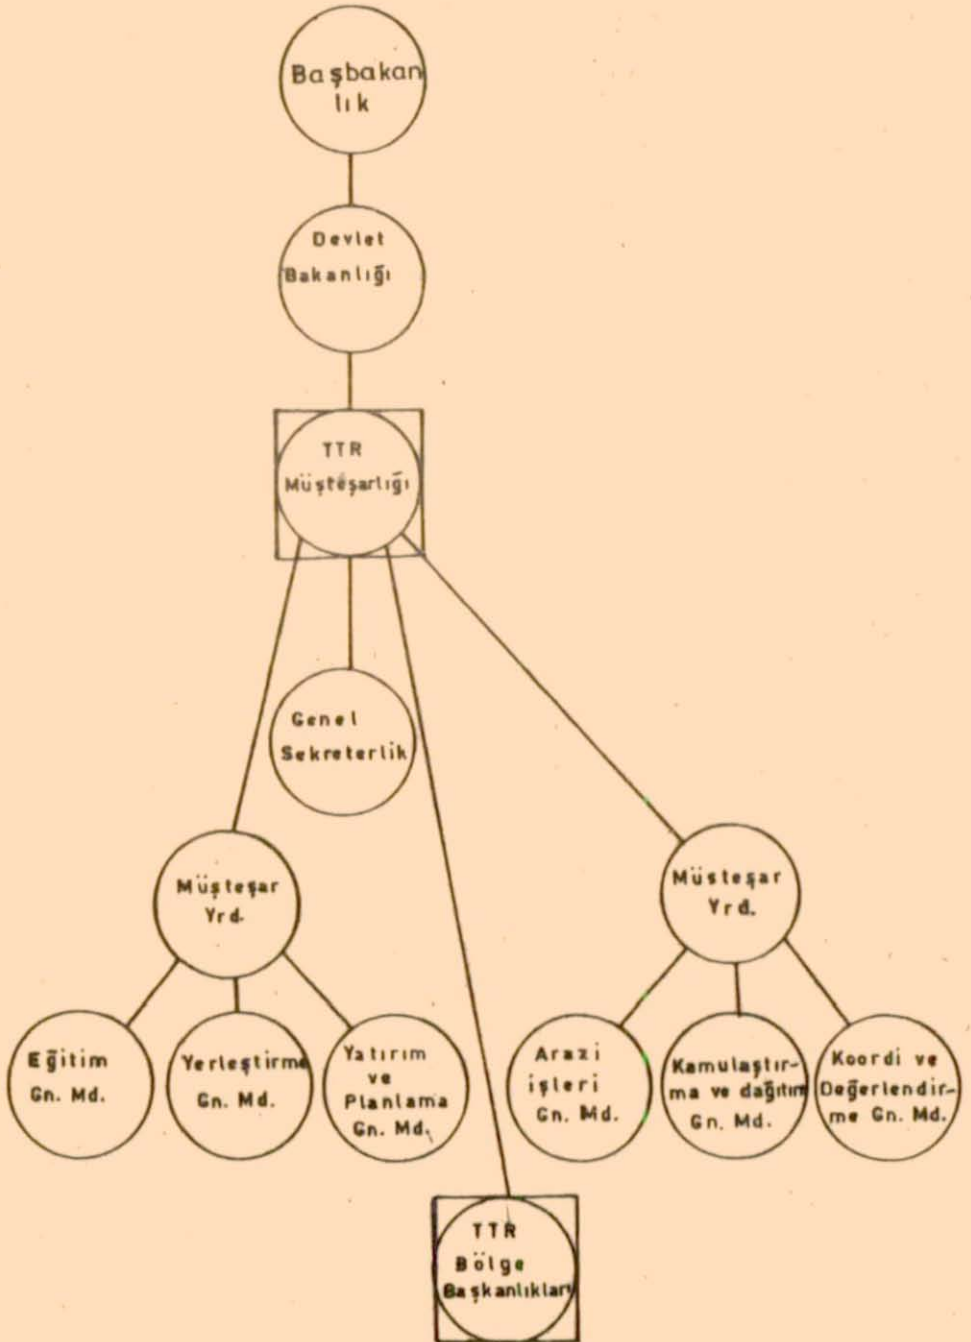 Başbakan
lık
Devlet
Bakanlığı
TTR
Müşteşarlığı
Genel
Sekreterlik
Müşteşar
Yrd.
Müsteşar
Yrd.
Eğitim
Gn. Md.
Yerleştirme
Gn. Md.
Yatırım
ve
Planlama
Gn. Md.
Arazi
işleri
Gn. Md.
Kamulaştır-
ma ve dağıtım
Gn. Md.
Koordi ve
Değerlendir-
me Gn. Md.
TTR
Bölge
Başkanlıkları